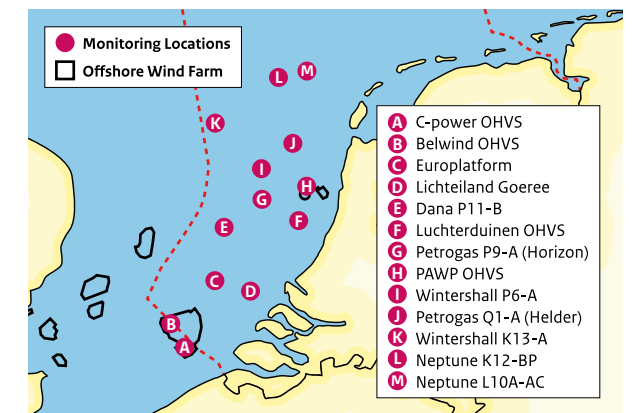 Monitoring Locations
Offshore Wind Farm
L
M
K
J
I
H
G
F
E
C
D
B
A
A C-power OHVS
B Belwind OHVS
C Europlatform
D Lichteiland Goeree
E Dana P11-B
F Luchterduinen OHVS
G Petrogas P9-A (Horizon)
H PAWP OHVS
I Wintershall P6-A
J Petrogas Q1-A (Helder)
K Wintershall K13-A
L Neptune K12-BP
M Neptune L10A-AC